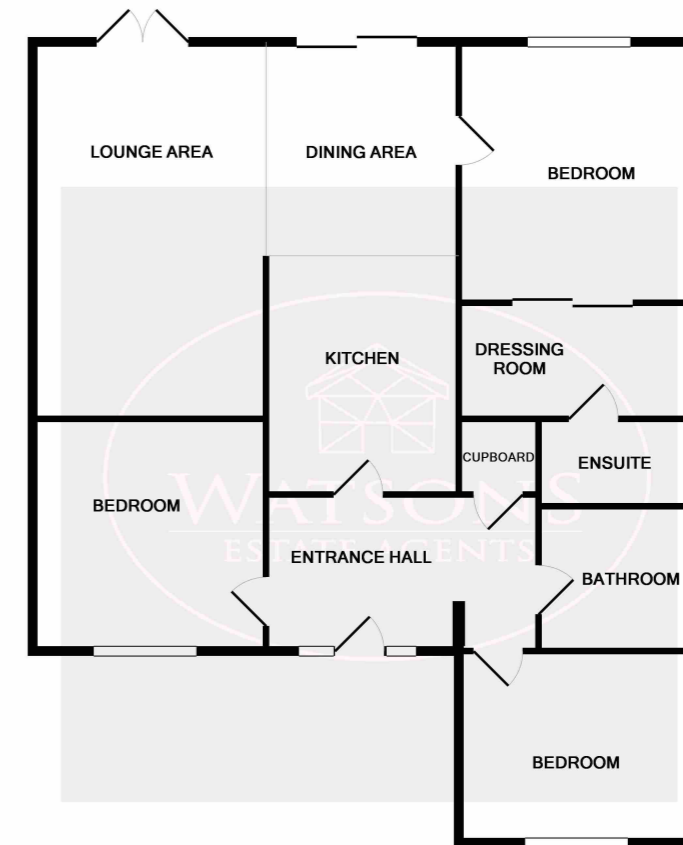 LOUNGE AREA
DINING AREA
BEDROOM
KITCHEN
DRESSING
ROOM
CUPBOARD
ENSUITE
BEDROOM
WATSONS
ESTATE AGENTS
ENTRANCE HALL
BATHROOM
BEDROOM